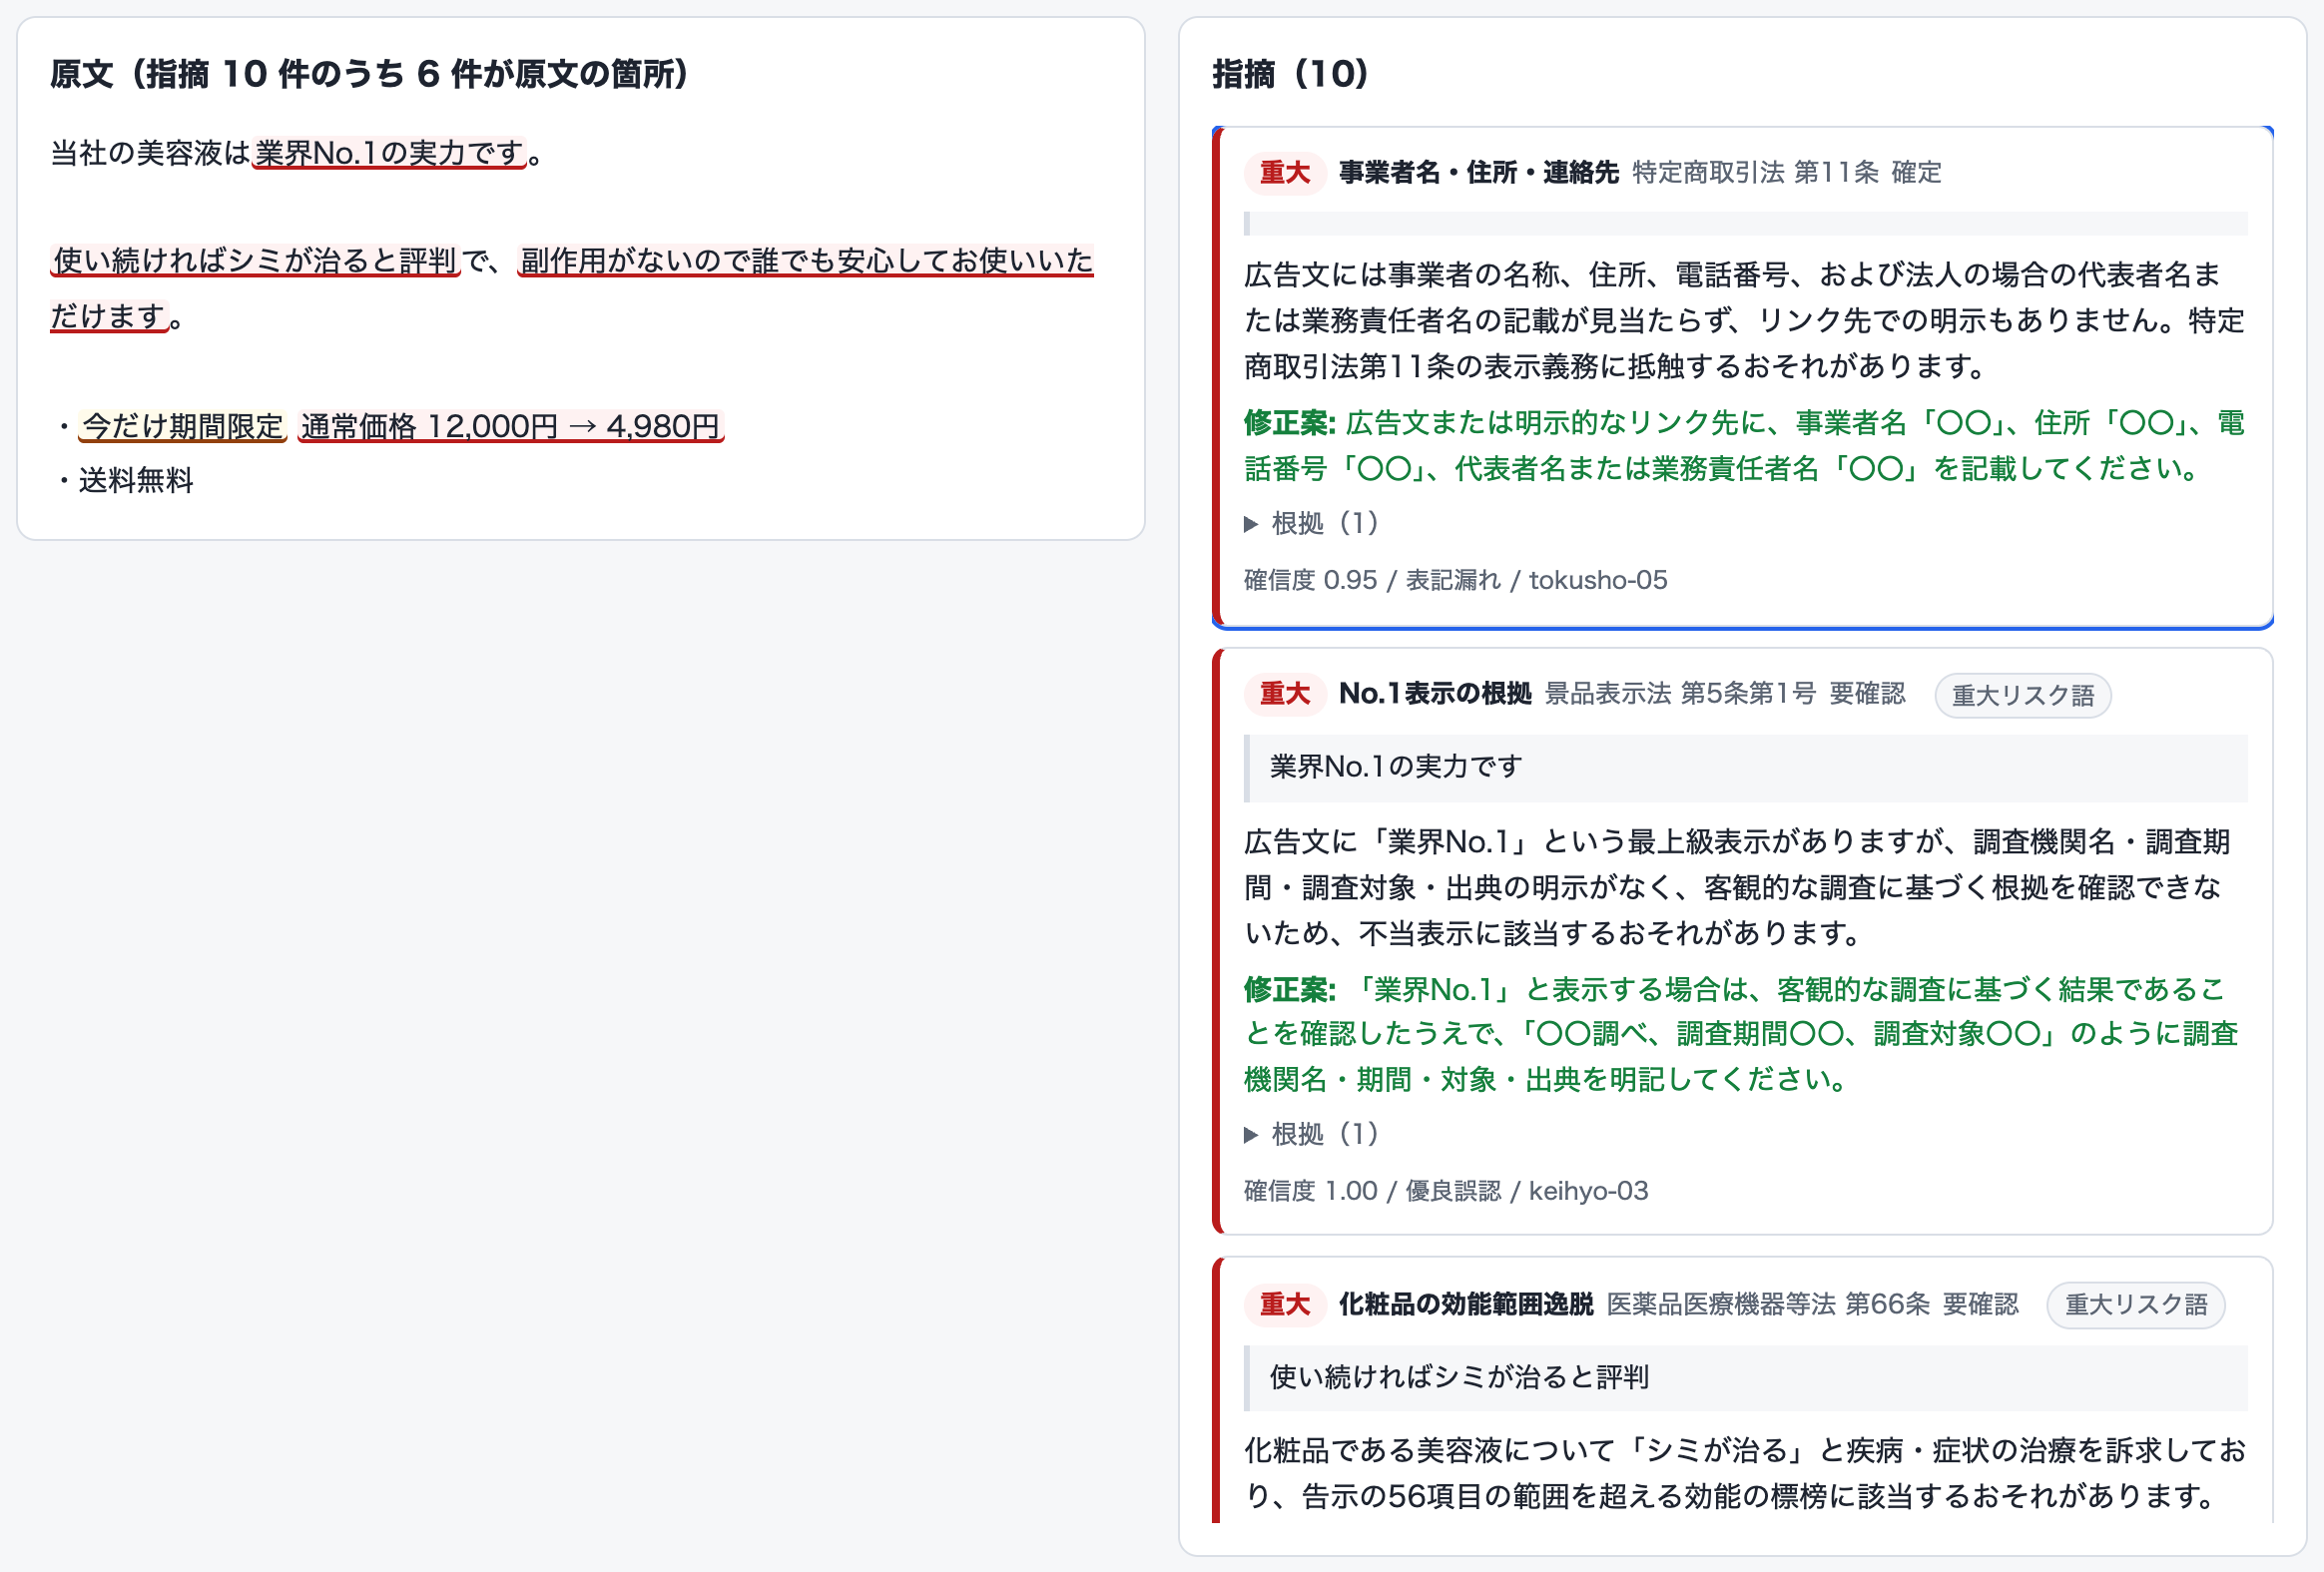 原文（指摘 10 件のうち 6 件が原文の箇所）
当社の美容液は業界No.1の実力です。
使い続ければシミが治ると評判で、副作用がないので誰でも安心してお使いいた
だけます。
・今だけ期間限定 通常価格 12,000円 → 4,980円
・送料無料
指摘（10）
重大 事業者名・住所・連絡先 特定商取引法 第11条 確定
広告文には事業者の名称、住所、電話番号、および法人の場合の代表者名ま
たは業務責任者名の記載が見当たらず、リンク先での明示もありません。特定
商取引法第11条の表示義務に抵触するおそれがあります。
修正案: 広告文または明示的なリンク先に、事業者名「〇〇」、住所「〇〇」、電
話番号「〇〇」、代表者名または業務責任者名「〇〇」を記載してください。
▶ 根拠（1）
確信度 0.95 / 表記漏れ / tokusho-05
重大 No.1表示の根拠 景品表示法 第5条第1号 要確認 重大リスク語
業界No.1の実力です
広告文に「業界No.1」という最上級表示がありますが、調査機関名・調査期
間・調査対象・出典の明示がなく、客観的な調査に基づく根拠を確認できな
いため、不当表示に該当するおそれがあります。
修正案: 「業界No.1」と表示する場合は、客観的な調査に基づく結果であるこ
とを確認したうえで、「〇〇調べ、調査期間〇〇、調査対象〇〇」のように調査
機関名・期間・対象・出典を明記してください。
▶ 根拠（1）
確信度 1.00 / 優良誤認 / keihyo-03
重大 化粧品の効能範囲逸脱 医薬品医療機器等法 第66条 要確認 重大リスク語
使い続ければシミが治ると評判
化粧品である美容液について「シミが治る」と疾病・症状の治療を訴求してお
り、告示の56項目の範囲を超える効能の標榜に該当するおそれがあります。